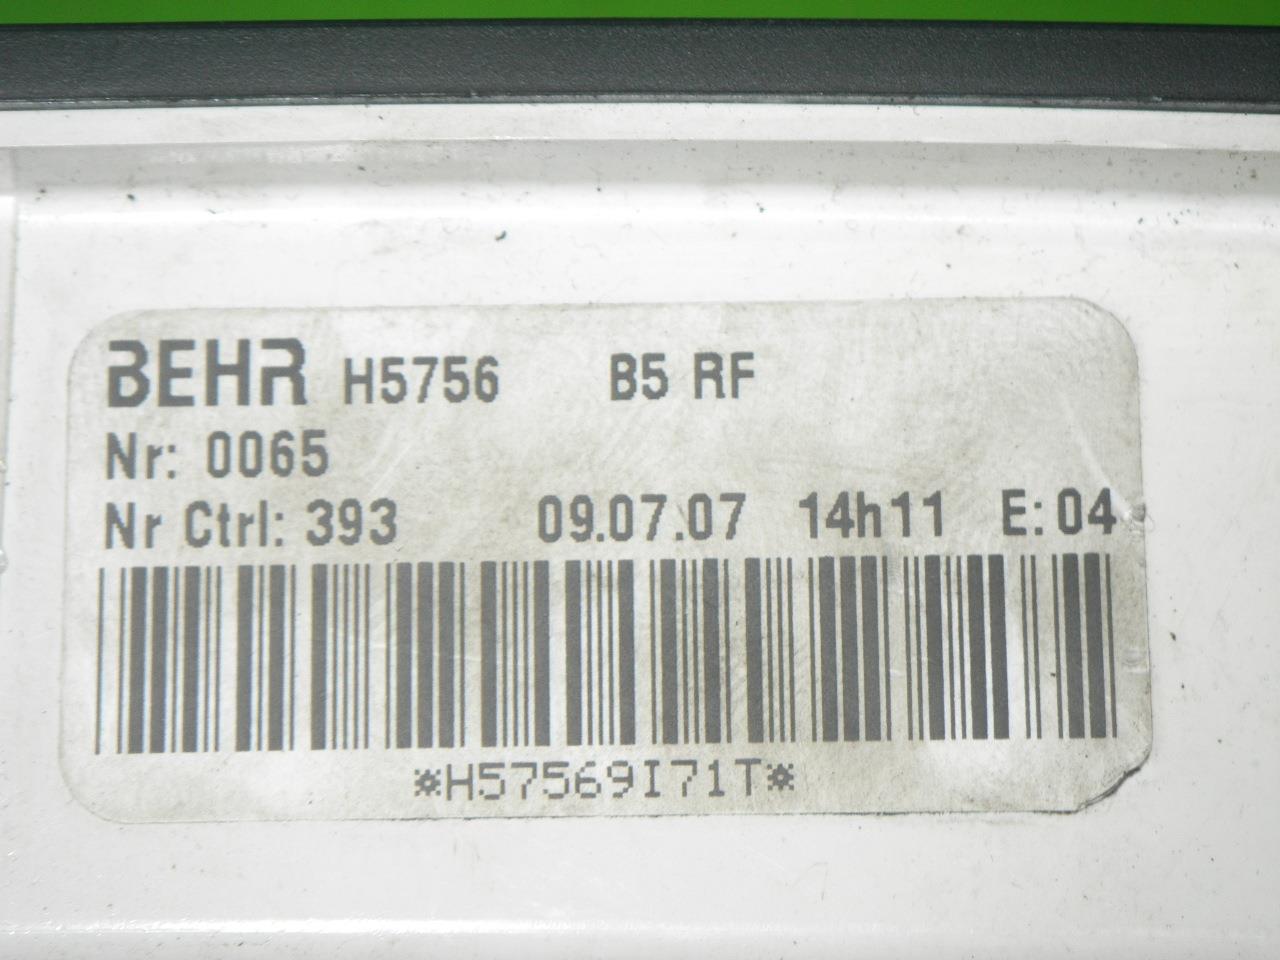 BEHR H5756 B5 RF
Nr: 0065
Nr Ctrl: 393 09.07.07 14h11 E: 04
*H57569I71T*